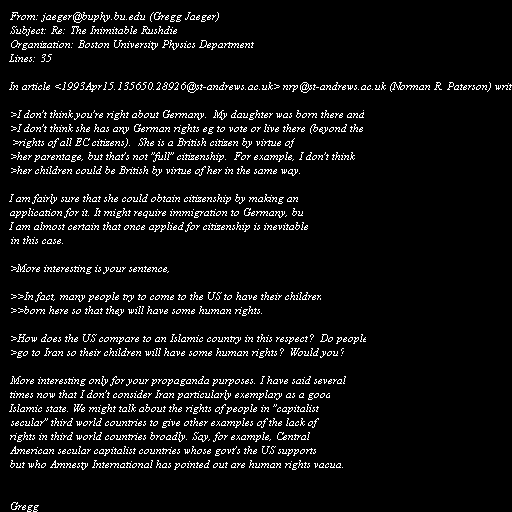 From: jaeger@buphy.bu.edu (Gregg Jaeger)
Subject: Re: The Inimitable Rushdie
Organization: Boston University Physics Department
Lines: 35

In article <1993Apr15.135650.28926@st-andrews.ac.uk> nrp@st-andrews.ac.uk (Norman R. Paterson) writ

>I don't think you're right about Germany.  My daughter was born there and
>I don't think she has any German rights eg to vote or live there (beyond the
>rights of all EC citizens).  She is a British citizen by virtue of
>her parentage, but that's not "full" citizenship.  For example, I don't think
>her children could be British by virtue of her in the same way.

I am fairly sure that she could obtain citizenship by making an
application for it. It might require immigration to Germany, bu
I am almost certain that once applied for citizenship is inevitable
in this case.

>More interesting is your sentence,

>>In fact, many people try to come to the US to have their children
>>born here so that they will have some human rights.

>How does the US compare to an Islamic country in this respect?  Do people
>go to Iran so their children will have some human rights?  Would you?

More interesting only for your propaganda purposes. I have said several
times now that I don't consider Iran particularly exemplary as a good
Islamic state. We might talk about the rights of people in "capitalist
secular" third world countries to give other examples of the lack of
rights in third world countries broadly. Say, for example, Central
American secular capitalist countries whose govt's the US supports
but who Amnesty International has pointed out are human rights vacua.

Gregg